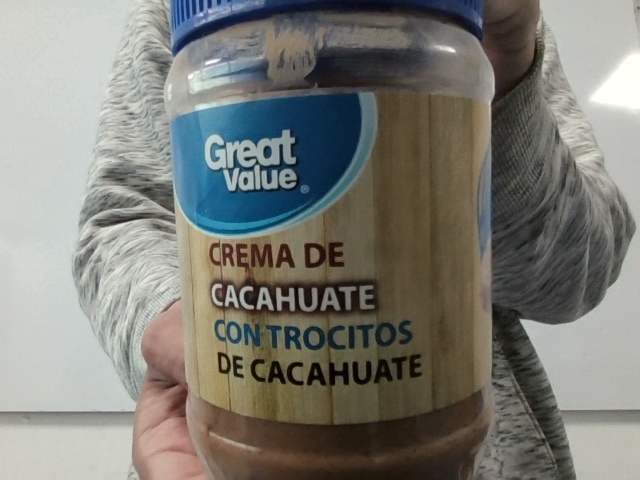 Great
Value®
CREMA DE
CACAHUATE
CON TROCITOS
DE CACAHUATE